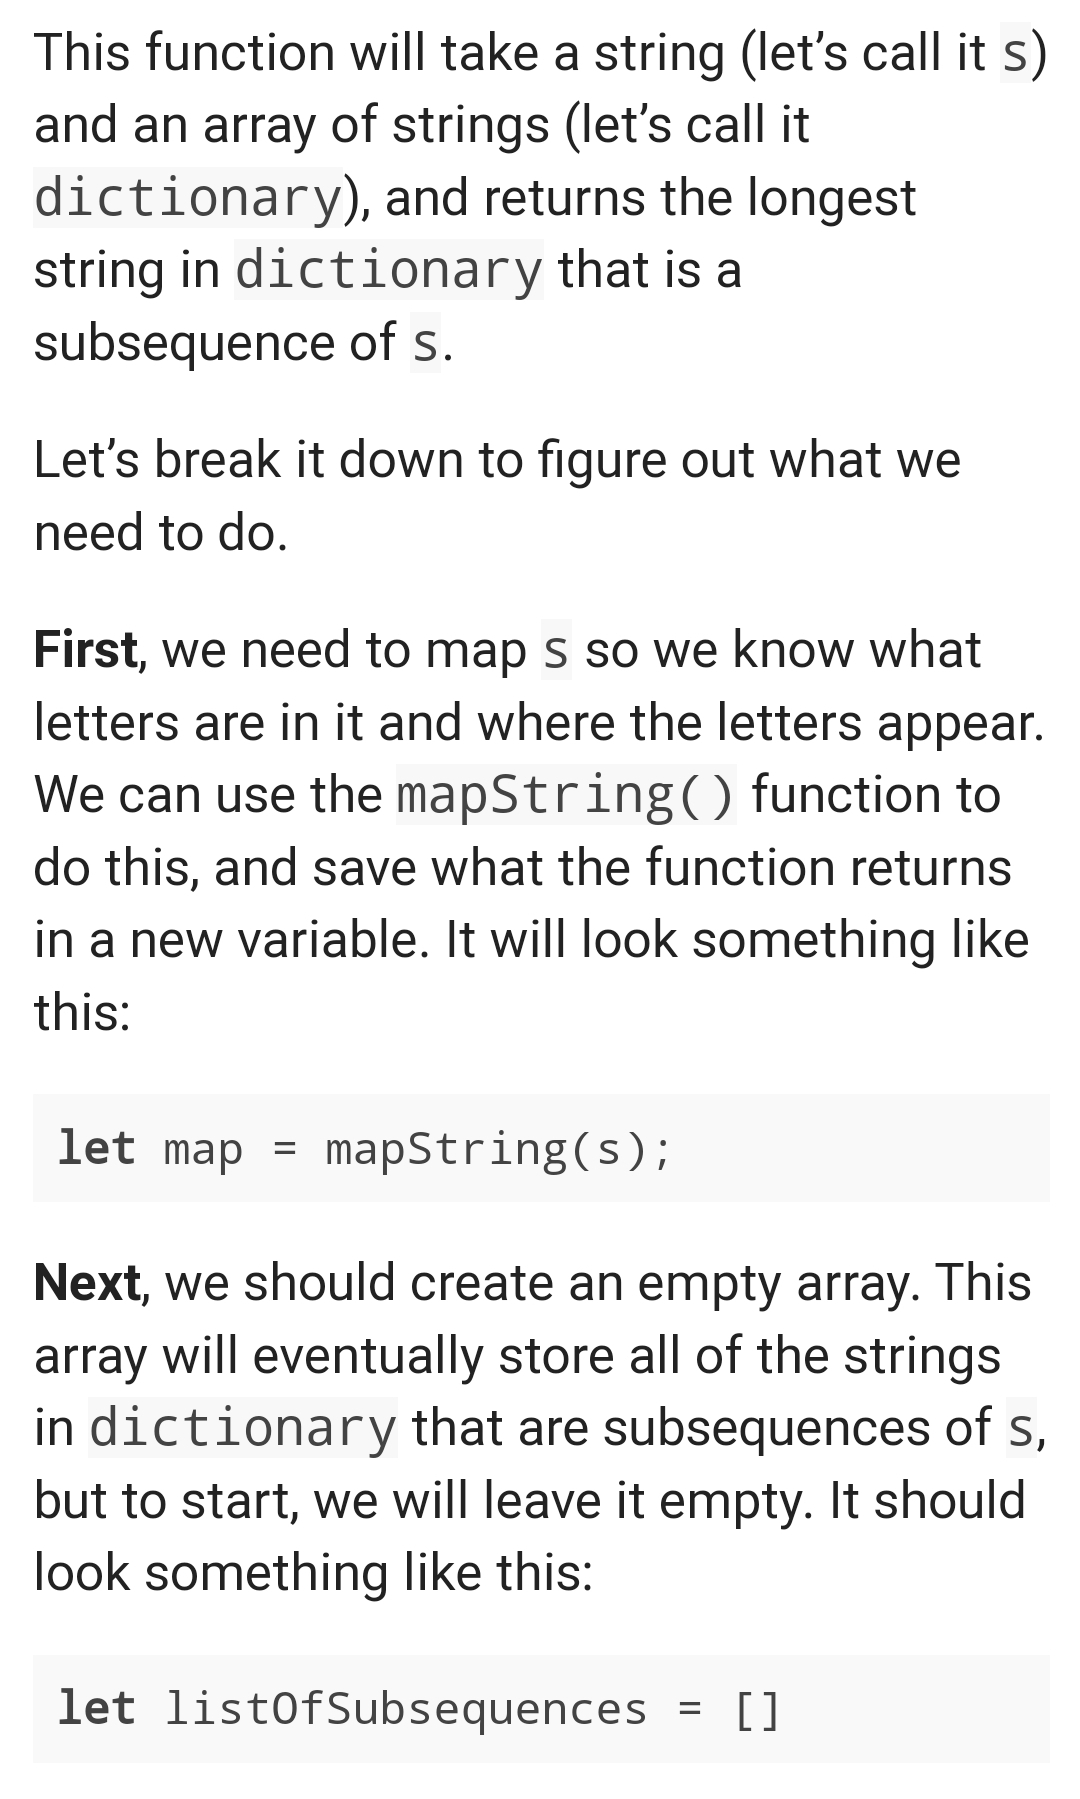 This function will take a string (let’s call it s)
and an array of strings (let’s call it
dictionary), and returns the longest
string in dictionary that is a
subsequence of s.
Let’s break it down to figure out what we
need to do.
First, we need to map s so we know what
letters are in it and where the letters appear.
We can use the mapString() function to
do this, and save what the function returns
in a new variable. It will look something like
this:
let map = mapString(s);
Next, we should create an empty array. This
array will eventually store all of the strings
in dictionary that are subsequences of s,
but to start, we will leave it empty. It should
look something like this:
let listOfSubsequences = []